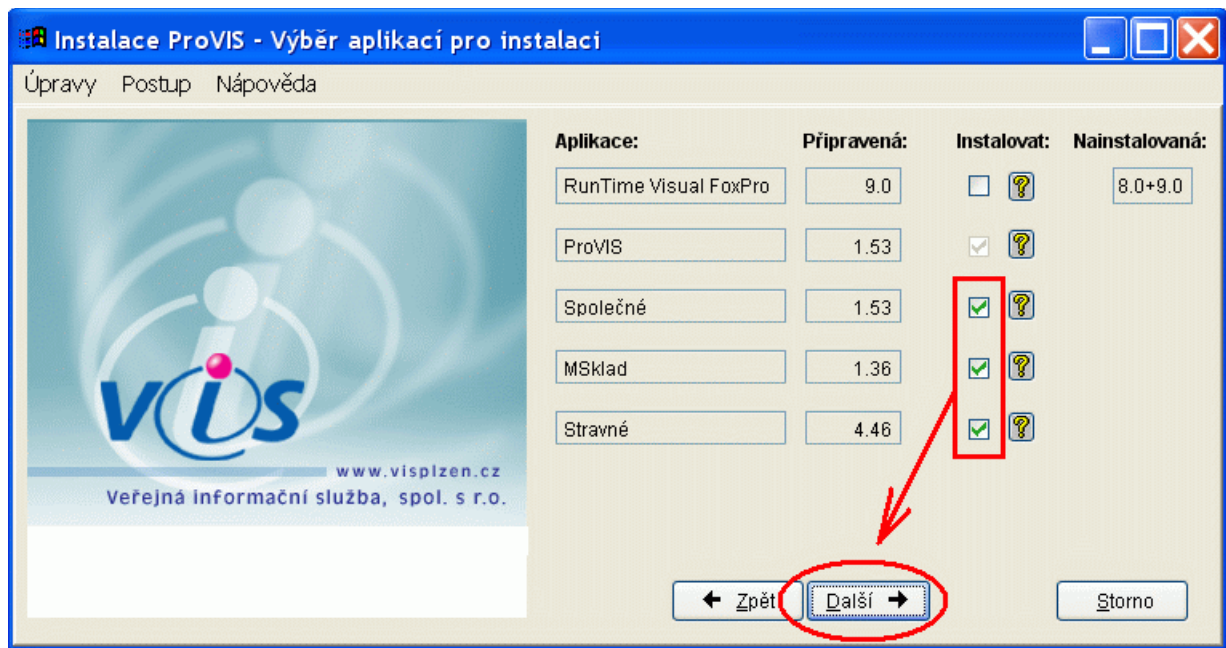 Instalace ProVIS - Výběr aplikací pro instalaci
Úpravy Postup Nápověda
Aplikace: Připravená: Instalovat: Nainstalovaná:
RunTime Visual FoxPro 9.0 8.0+9.0
ProVIS 1.53
Společné 1.53
MSklad 1.36
Stravné 4.46
vis
www.visplzen.cz
Veřejná informační služba, spol. s r.o.
Zpět Další Storno